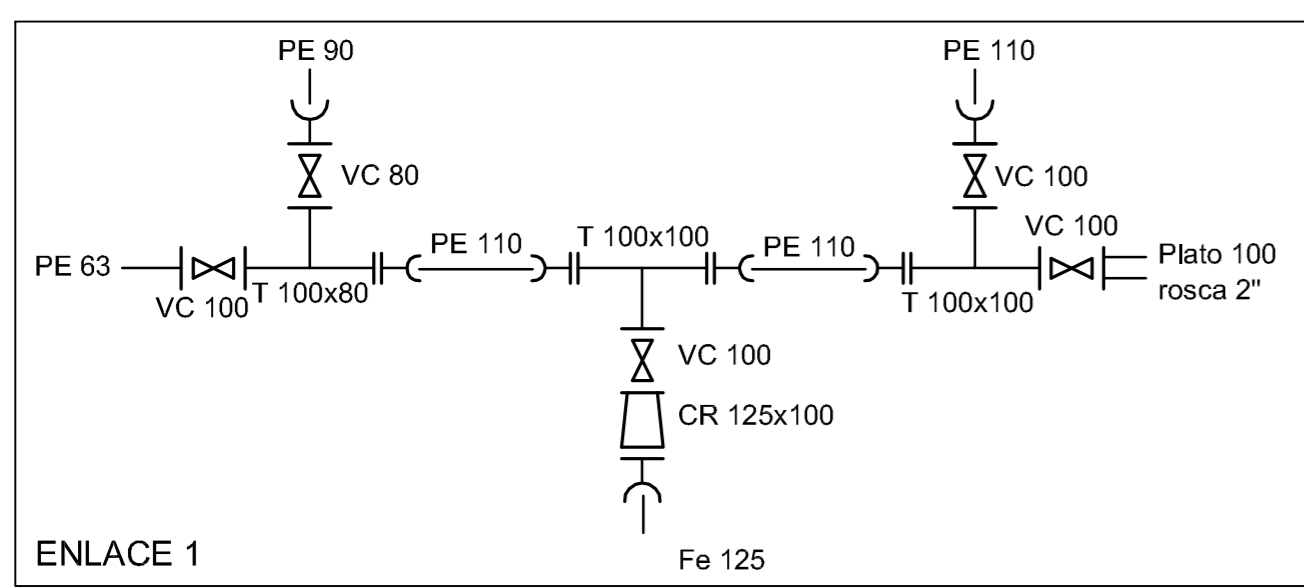 PE 90
PE 110
VC 80
VC 100
VC 100
PE 110
T 100x100
PE 110
PE 63
Plato 100
rosca 2"
VC 100
T 100x80
T 100x100
VC 100
CR 125x100
ENLACE 1
Fe 125